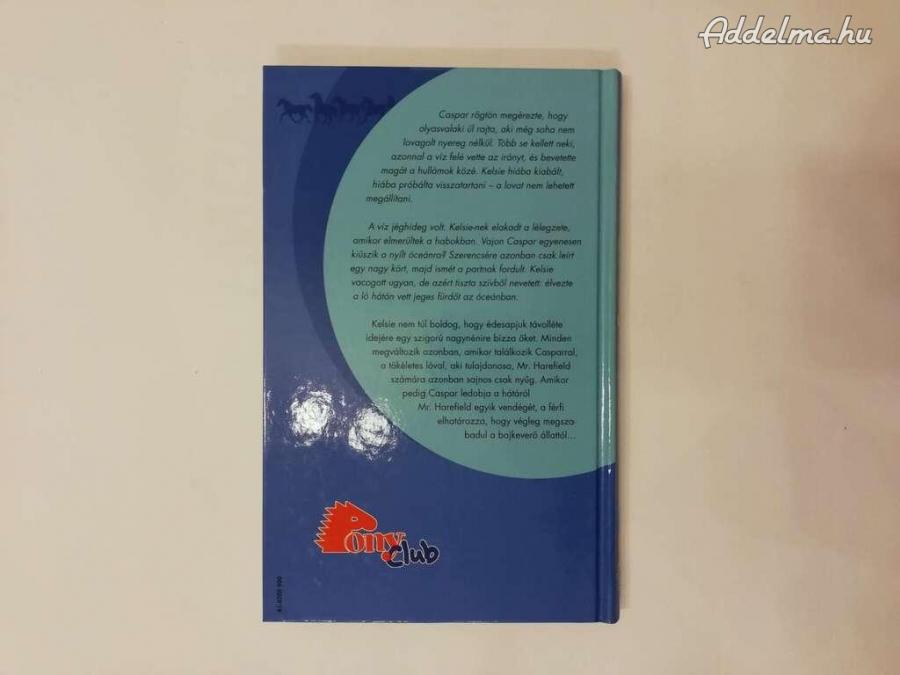 Addelma.hu
Caspar rögtön megérezte, hogy
olyasvalaki ül rajta, aki még soha nem
lovagolt nyereg nélkül. Több se kellett neki,
azonnal a víz felé vette az irányt, és bevetette
magát a hullámok közé. Kelsie hiába kiabált,
hiába próbálta visszatartani – a lovat nem lehetett
megállítani.
A víz jéghideg volt. Kelsie-nek elakadt a lélegzete,
amikor elmerültek a habokban. Vajon Caspar egyenesen
kiúszik a nyílt óceánra? Szerencsére azonban csak leírt
egy nagy kört, majd ismét a partnak fordult. Kelsie
vacogott ugyan, de azért tiszta szívből nevetett: élvezte
a ló hátán vett jeges fürdőt az óceánban.
Kelsie nem túl boldog, hogy édesapjuk távolléte
idejére egy szigorú nagynénire bízza őket. Minden
megváltozik azonban, amikor találkozik Casparral,
a tökéletes lóval, aki tulajdonosa, Mr. Harefield
számára azonban sajnos csak nyűg. Amikor
pedig Caspar ledobja a hátáról
Mr. Harefield egyik vendégét, a férfi
elhatározza, hogy végleg megsza-
badul a bajkeverő állattól...
Pony
Club